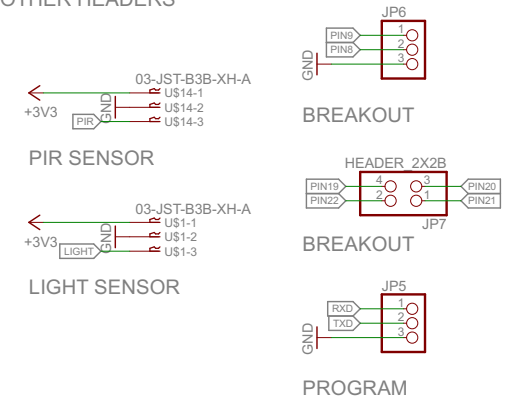 OTHER HEADERS
03-JST-B3B-XH-A
+3V3
GND
PIR
U$14-1
U$14-2
U$14-3
PIR SENSOR
03-JST-B3B-XH-A
+3V3
GND
LIGHT
U$1-1
U$1-2
U$1-3
LIGHT SENSOR
JP6
PIN9
1
PIN8
2
GND
3
BREAKOUT
HEADER_2X2B
PIN19
4
3
PIN20
PIN22
2
1
PIN21
JP7
BREAKOUT
JP5
RXD
1
TXD
2
GND
3
PROGRAM